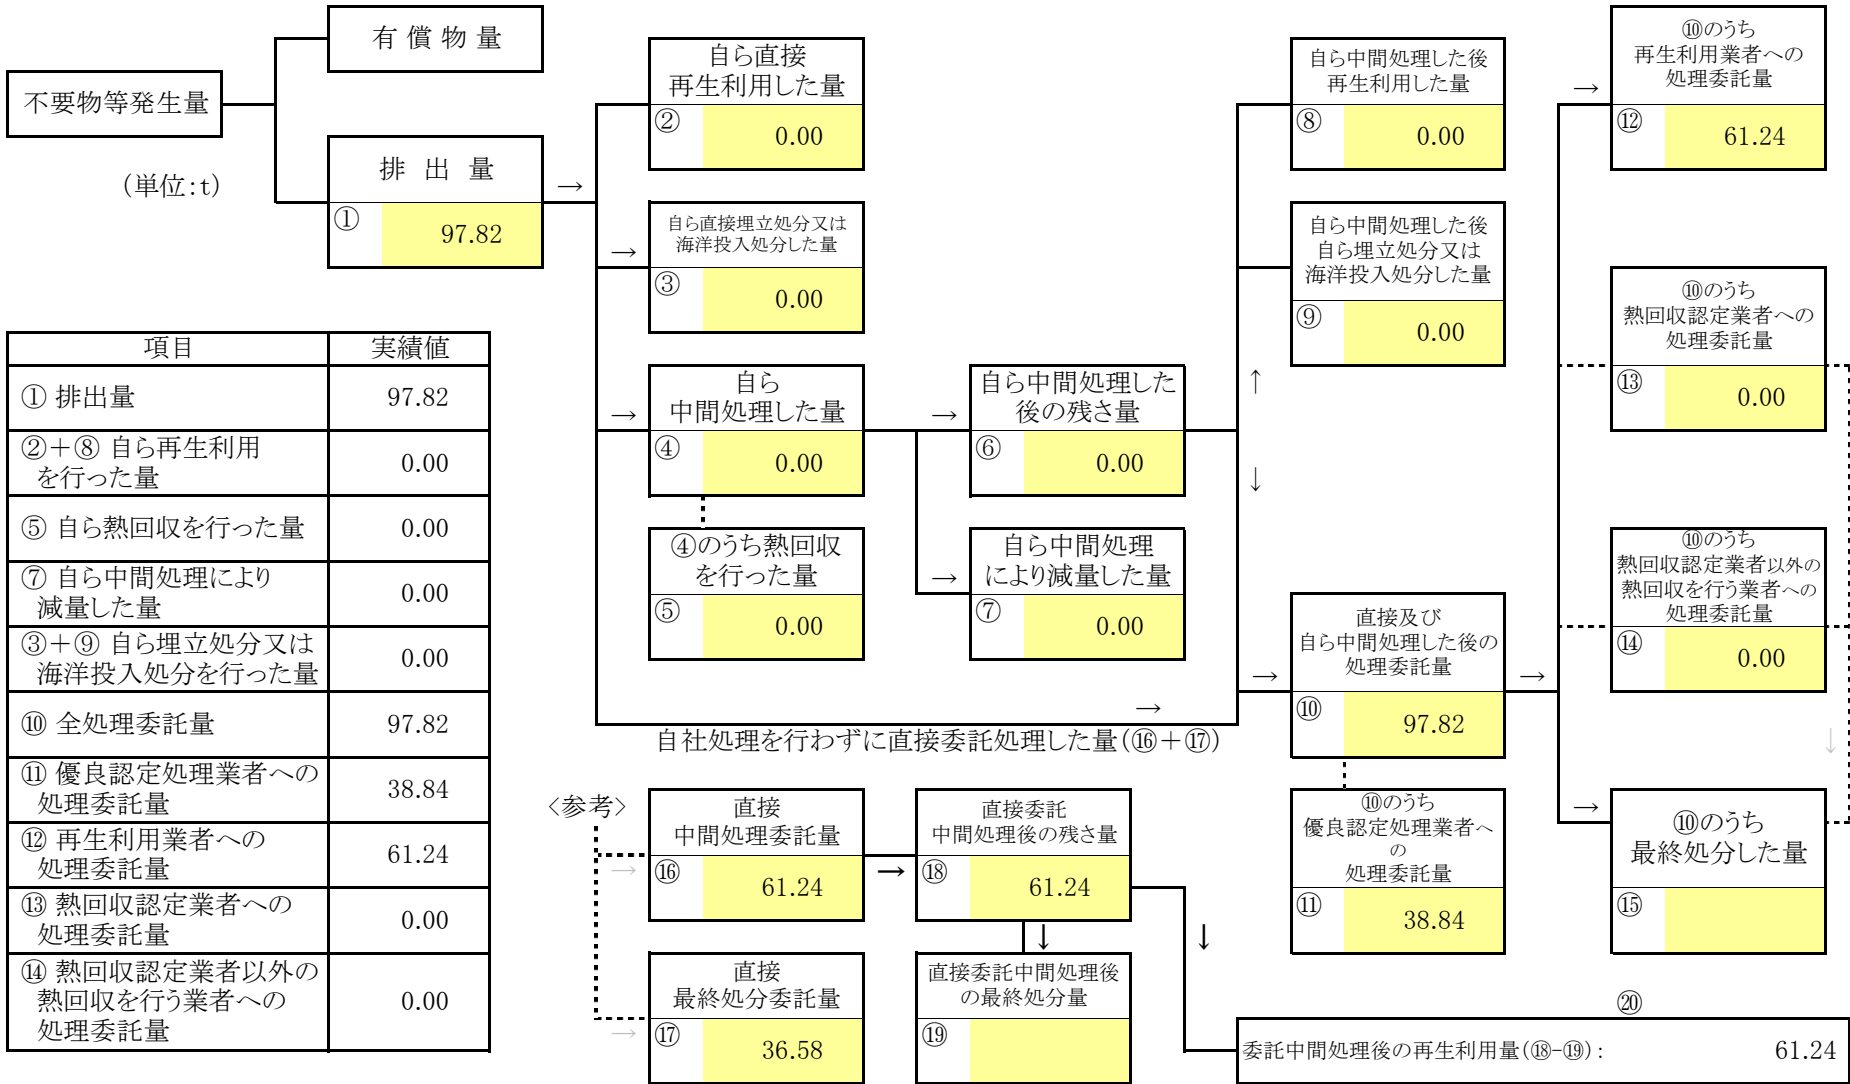 不要物等発生量
有 償 物 量
(単位:t)
排 出 量
①
97.82
→
自ら直接
再生利用した量
②
0.00
→
自ら直接埋立処分又は
海洋投入処分した量
③
0.00
→
自ら
中間処理した量
④
0.00
④のうち熱回収
を行った量
⑤
0.00
→
自ら中間処理した
後の残さ量
⑥
0.00
→
自ら中間処理
により減量した量
⑦
0.00
↑
↓
自ら中間処理した後
再生利用した量
⑧
0.00
自ら中間処理した後
自ら埋立処分又は
海洋投入処分した量
⑨
0.00
→
自社処理を行わずに直接委託処理した量(⑯+⑰)
→
直接及び
自ら中間処理した後の
処理委託量
⑩
97.82
⑩のうち
優良認定処理業者へ
の
処理委託量
⑪
38.84
→
→
⑩のうち
再生利用業者への
処理委託量
⑫
61.24
⑩のうち
熱回収認定業者への
処理委託量
⑬
0.00
⑩のうち
熱回収認定業者以外の
熱回収を行う業者への
処理委託量
⑭
0.00
↓
→
⑩のうち
最終処分した量
⑮
項目 実績値
① 排出量 97.82
②+⑧ 自ら再生利用
を行った量 0.00
⑤ 自ら熱回収を行った量 0.00
⑦ 自ら中間処理により
減量した量 0.00
③+⑨ 自ら埋立処分又は
海洋投入処分を行った量 0.00
⑩ 全処理委託量 97.82
⑪ 優良認定処理業者への
処理委託量 38.84
⑫ 再生利用業者への
処理委託量 61.24
⑬ 熱回収認定業者への
処理委託量 0.00
⑭ 熱回収認定業者以外の
熱回収を行う業者への 0.00
処理委託量
<参考>
→
直接
中間処理委託量
⑯
61.24
→
直接委託
中間処理後の残さ量
⑱
61.24
↓
↓
→
直接
最終処分委託量
⑰
36.58
直接委託中間処理後
の最終処分量
⑲
⑳
委託中間処理後の再生利用量(⑱-⑲): 61.24